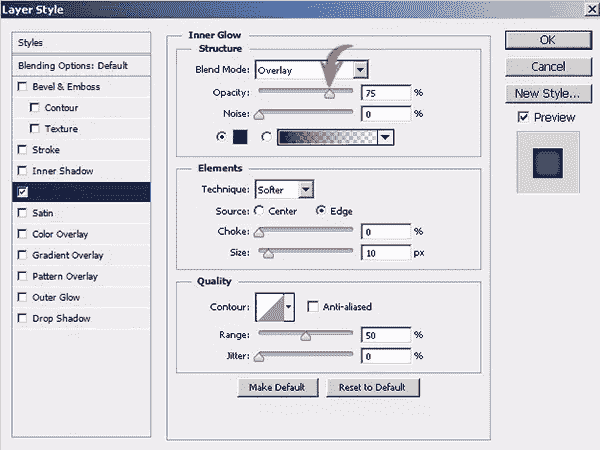 Layer Style
Styles
Blending Options: Default
Bevel & Emboss
Contour
Texture
Stroke
Inner Shadow
Satin
Color Overlay
Gradient Overlay
Pattern Overlay
Outer Glow
Drop Shadow
Inner Glow
Structure
Blend Mode: Overlay
Opacity: 75 %
Noise: 0 %
Elements
Technique: Softer
Source: Center Edge
Choke: 0 %
Size: 10 px
Quality
Contour: Anti-aliased
Range: 50 %
Jitter: 0 %
Make Default Reset to Default
OK
Cancel
New Style...
Preview